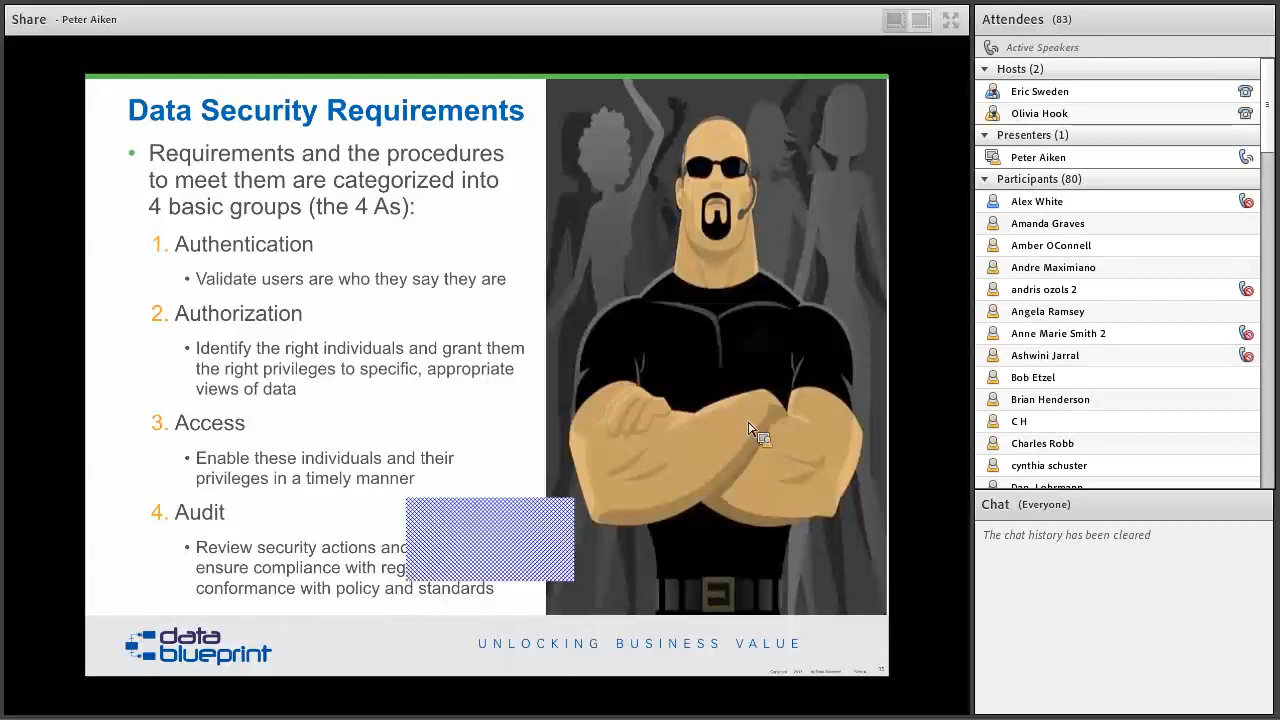 Share - Peter Aiken
Data Security Requirements
• Requirements and the procedures
to meet them are categorized into
4 basic groups (the 4 As):
1. Authentication
• Validate users are who they say they are
2. Authorization
• Identify the right individuals and grant them
the right privileges to specific, appropriate
views of data
3. Access
• Enable these individuals and their
privileges in a timely manner
4. Audit
• Review security actions and
ensure compliance with reg
conformance with policy and standards
data
blueprint
UNLOCKING BUSINESS VALUE
Attendees (83)
Active Speakers
Hosts (2)
Eric Sweden
Olivia Hook
Presenters (1)
Peter Aiken
Participants (80)
Alex White
Amanda Graves
Amber OConnell
Andre Maximiano
andris ozols 2
Angela Ramsey
Anne Marie Smith 2
Ashwini Jarral
Bob Etzel
Brian Henderson
C H
Charles Robb
cynthia schuster
Dan Lohrmann
Chat (Everyone)
The chat history has been cleared